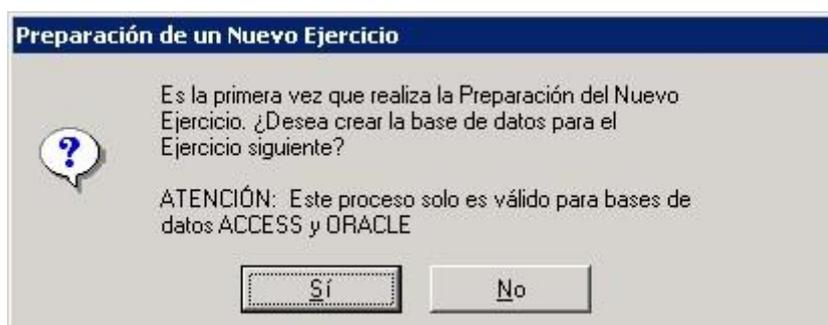 Preparación de un Nuevo Ejercicio
Es la primera vez que realiza la Preparación del Nuevo
Ejercicio. ¿Desea crear la base de datos para el
Ejercicio siguiente?
ATENCIÓN: Este proceso solo es válido para bases de
datos ACCESS y ORACLE
Sí No